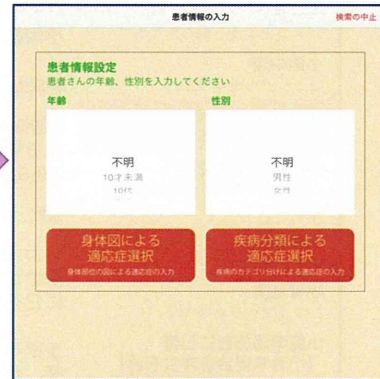 患者情報の入力 検索の中止
患者情報設定
患者さんの年齢、性別を入力してください
年齢 性別
不明 不明
10才未満 男性
10代 女性
身体図による 疾病分類による
適応症選択 適応症選択
身体部位の図による適応症の入力 疾病のカテゴリ分けによる適応症の入力